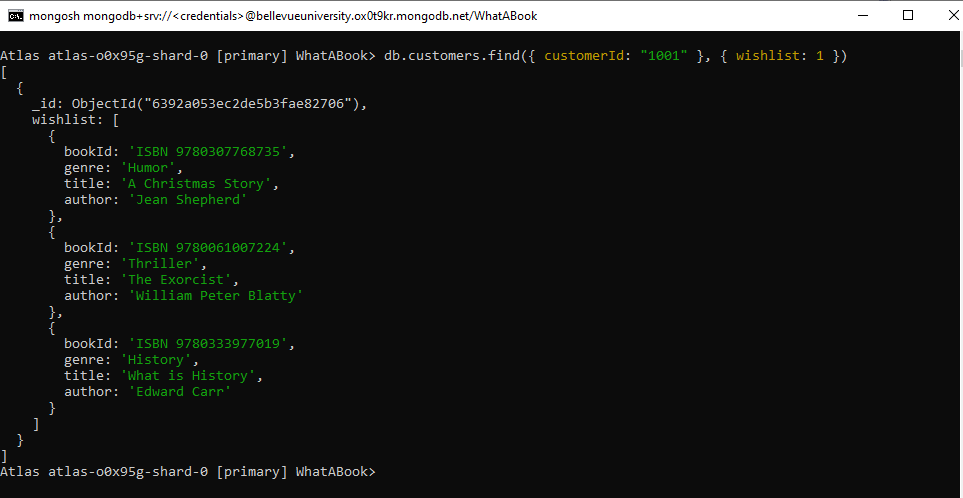 mongosh mongodb+srv://<credentials>@bellevueuniversity.ox0t9kr.mongodb.net/WhatABook
Atlas atlas-o0x95g-shard-0 [primary] WhatABook> db.customers.find({ customerId: "1001" }, { wishlist: 1 })
[
  {
    _id: ObjectId("6392a053ec2de5b3fae82706"),
    wishlist: [
      {
        bookId: 'ISBN 9780307768735',
        genre: 'Humor',
        title: 'A Christmas Story',
        author: 'Jean Shepherd'
      },
      {
        bookId: 'ISBN 9780061007224',
        genre: 'Thriller',
        title: 'The Exorcist',
        author: 'William Peter Blatty'
      },
      {
        bookId: 'ISBN 9780333977019',
        genre: 'History',
        title: 'What is History',
        author: 'Edward Carr'
      }
    ]
  }
]
Atlas atlas-o0x95g-shard-0 [primary] WhatABook>